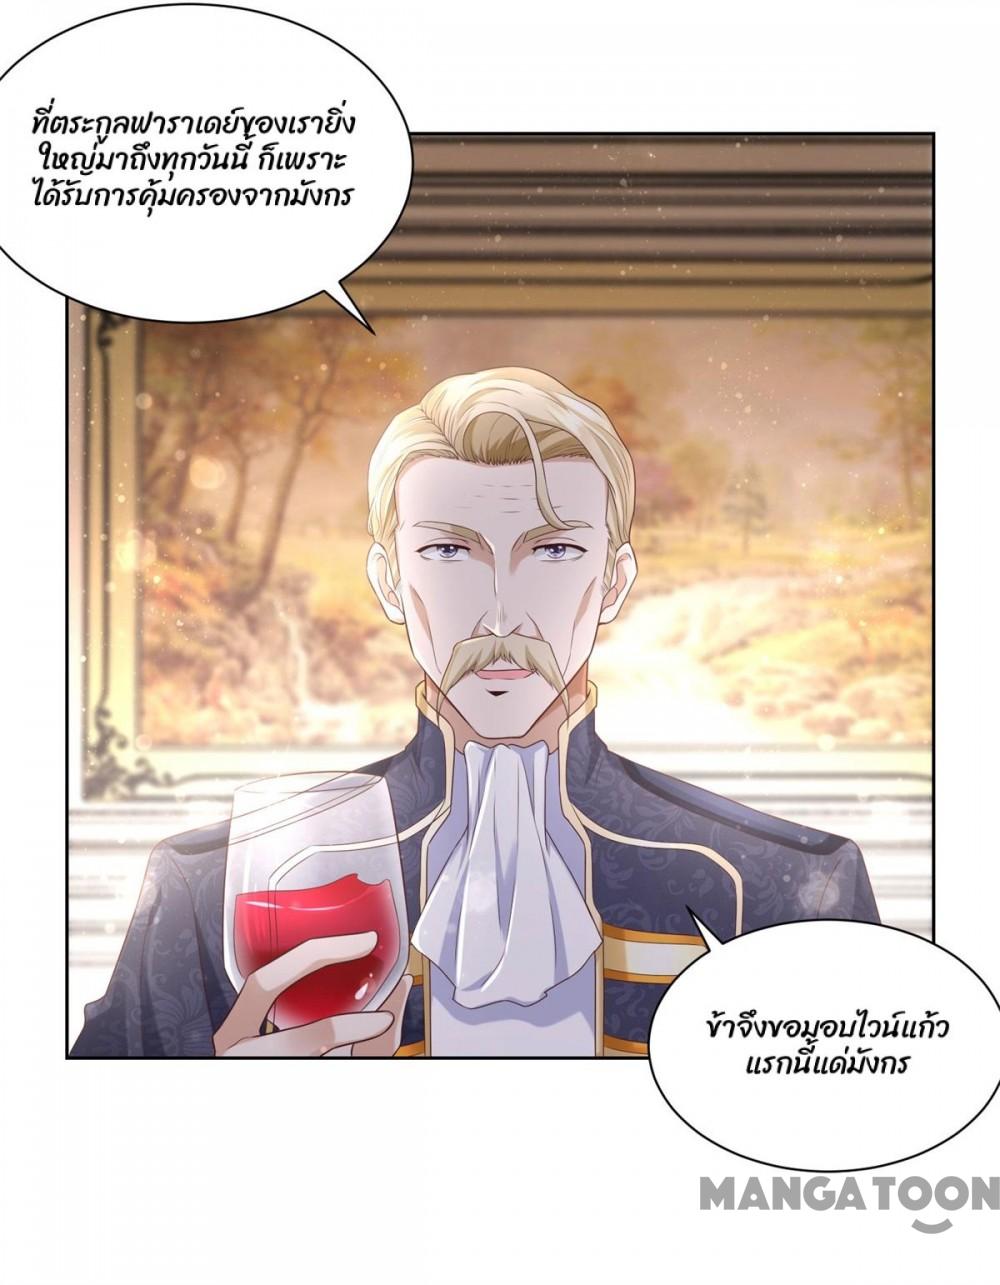 ที่ตระกูลฟาราเดย์ของเรายิ่ง
ใหญ่มาถึงทุกวันนี้ ก็เพราะ
ได้รับการคุ้มครองจากมังกร
ข้าจึงขอมอบไวน์แก้ว
แรกนี้แด่มังกร
MANGATOON